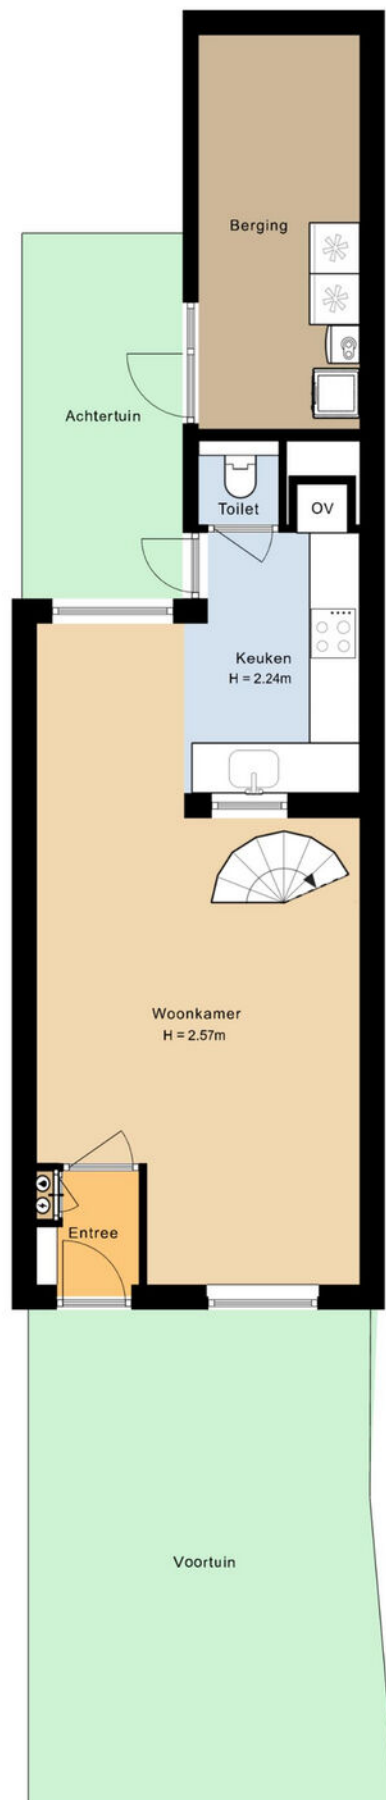 Berging
Achtertuin
Toilet
OV
Keuken
H = 2.24m
Woonkamer
H = 2.57m
Entree
Voortuin